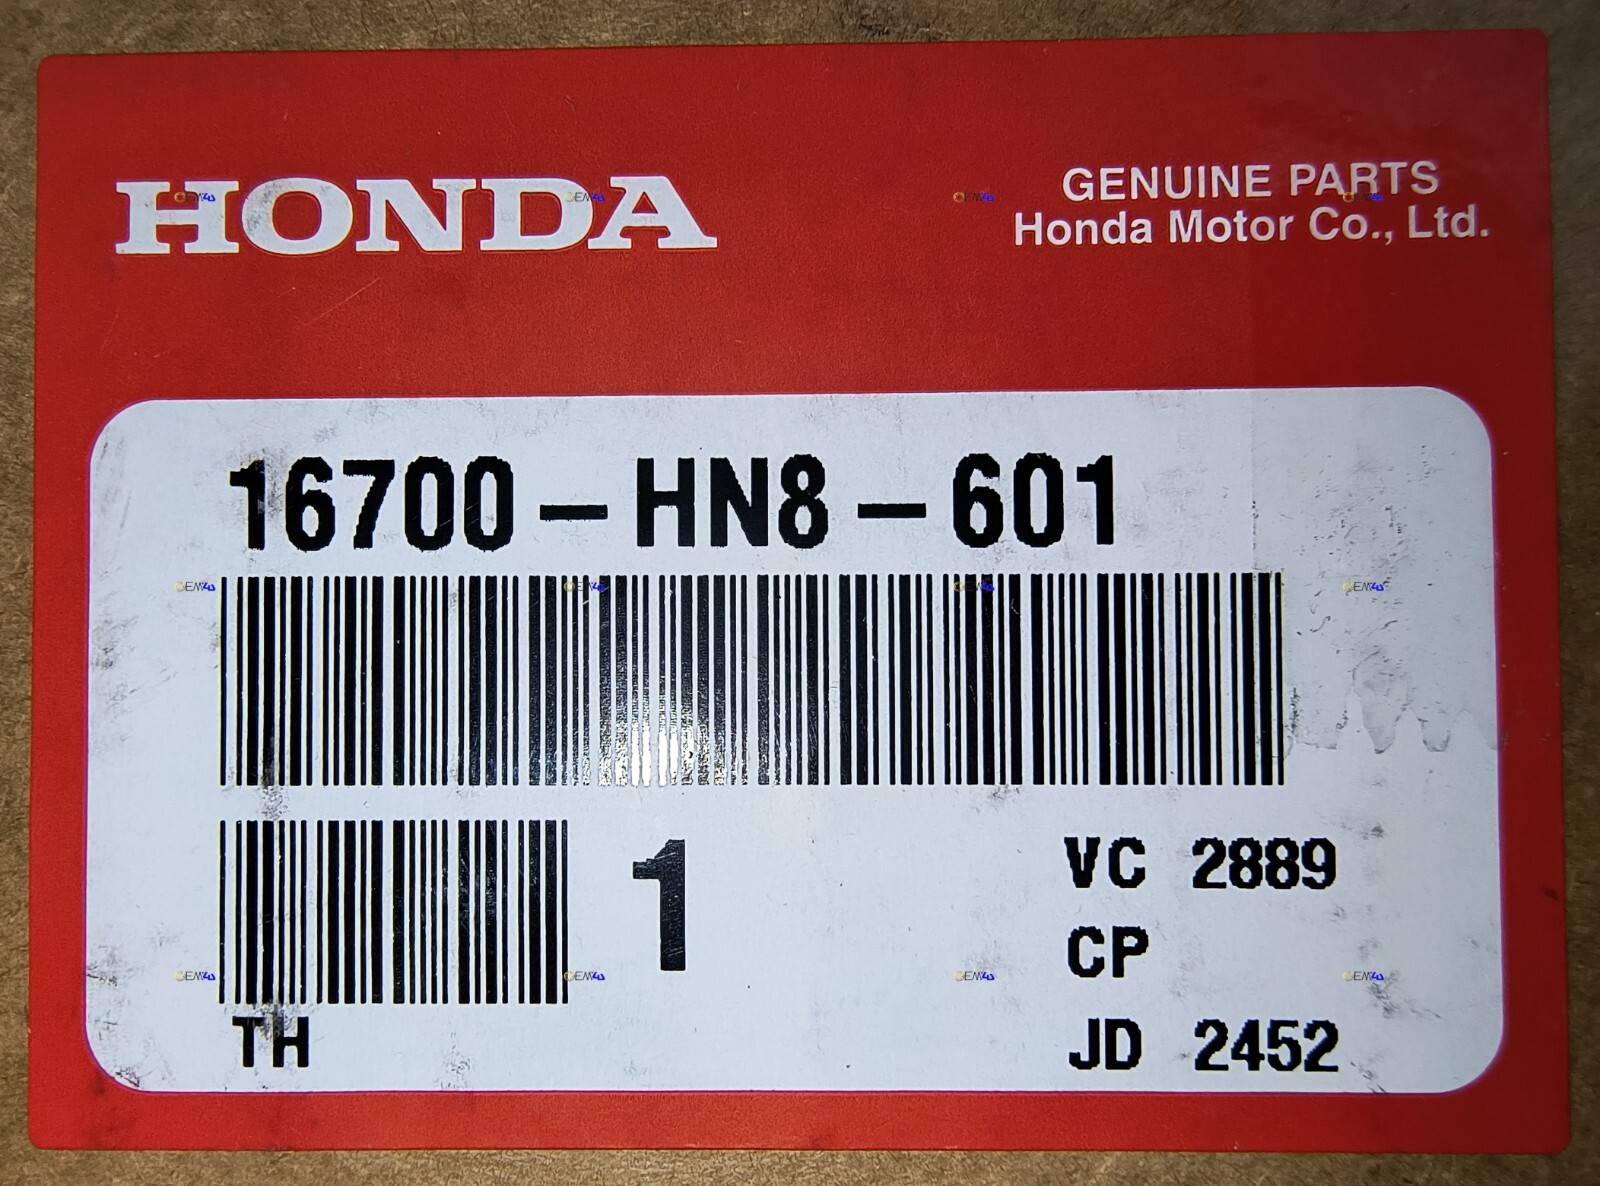 HONDA
GENUINE PARTS
Honda Motor Co., Ltd.
16700-HN8-601
1
VC 2889
CP
TH
JD 2452